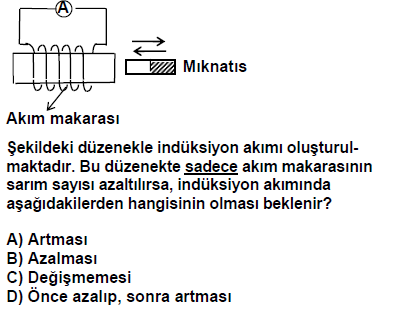 A
Mıknatıs
Akım makarası
Şekildeki düzenekle indüksiyon akımı oluşturul-
maktadır. Bu düzenekte sadece akım makarasının
sarım sayısı azaltılırsa, indüksiyon akımında
aşağıdakilerden hangisinin olması beklenir?
A) Artması
B) Azalması
C) Değişmemesi
D) Önce azalıp, sonra artması